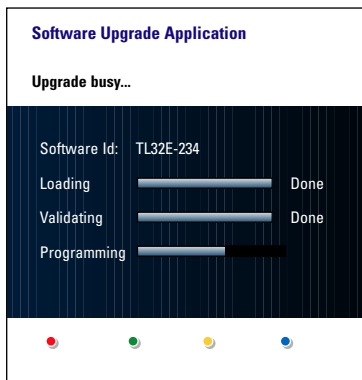 Software Upgrade Application
Upgrade busy...
Software Id: TL32E-234
Loading Done
Validating Done
Programming